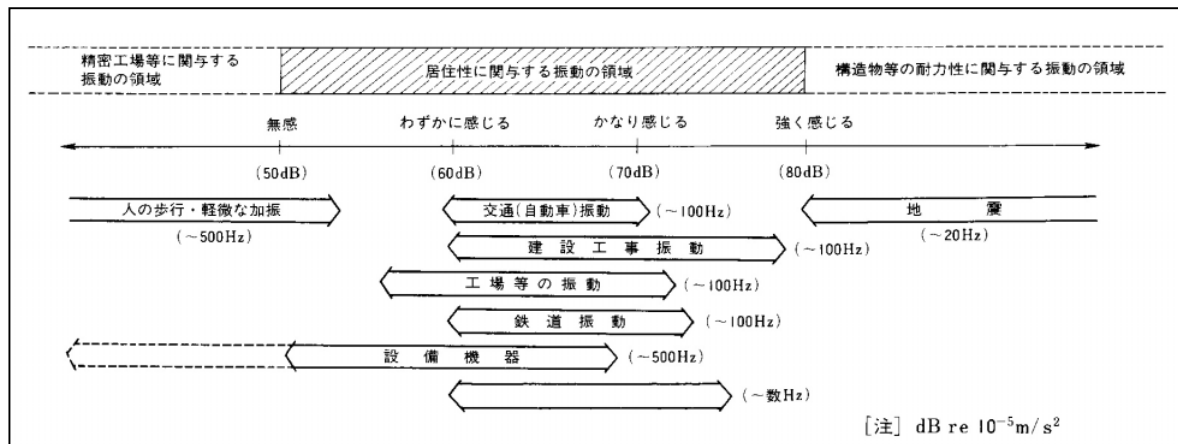 精密工場等に関与する
振動の領域
居住性に関与する振動の領域
構造物等の耐力性に関与する振動の領域
無感
わずかに感じる
かなり感じる
強く感じる
(50dB)
(60dB)
(70dB)
(80dB)
人の歩行・軽微な加振
(~500Hz)
交通(自動車)振動
(~100Hz)
地震
(~20Hz)
建設工事振動
(~100Hz)
工場等の振動
(~100Hz)
鉄道振動
(~100Hz)
設備機器
(~500Hz)
(~数Hz)
[注] dB re 10⁻⁵m/s²